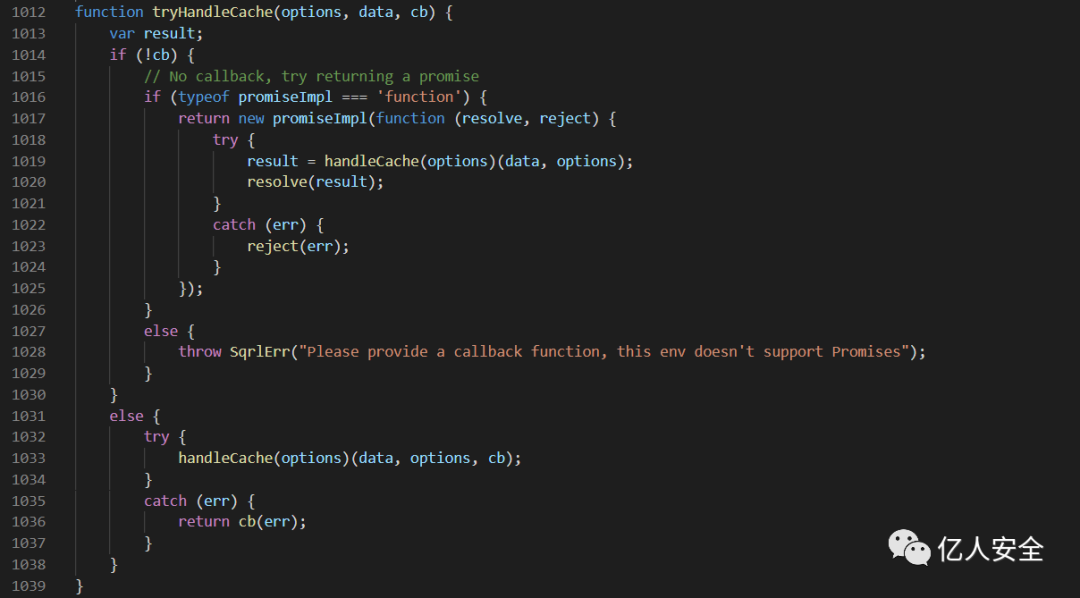 1012 function tryHandleCache(options, data, cb) {
1013     var result;
1014     if (!cb) {
1015         // No callback, try returning a promise
1016         if (typeof promiseImpl === 'function') {
1017             return new promiseImpl(function (resolve, reject) {
1018                 try {
1019                     result = handleCache(options)(data, options);
1020                     resolve(result);
1021                 }
1022                 catch (err) {
1023                     reject(err);
1024                 }
1025             });
1026         }
1027         else {
1028             throw SqrlErr("Please provide a callback function, this env doesn't support Promises");
1029         }
1030     }
1031     else {
1032         try {
1033             handleCache(options)(data, options, cb);
1034         }
1035         catch (err) {
1036             return cb(err);
1037         }
1038     }
1039 }
亿人安全